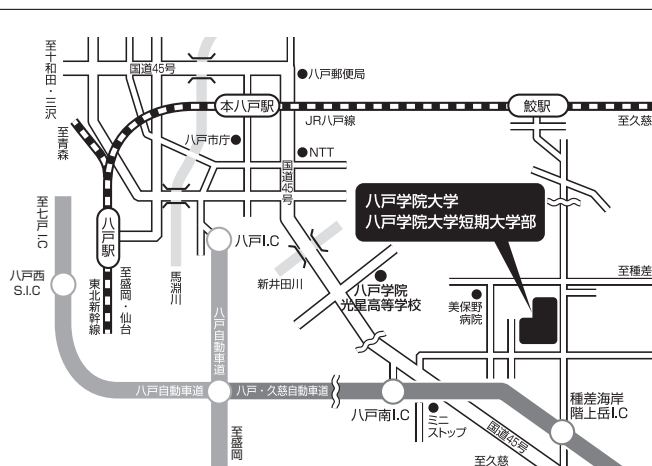 至十和田・三沢
国道45号
八戸郵便局
本八戸駅
鮫駅
JR八戸線
至久慈
至青森
八戸市庁
NTT
国道45号
八戸学院大学
八戸学院大学短期大学部
至七戸I.C
八戸駅
八戸I.C
八戸西
S.I.C
東北新幹線
至盛岡・仙台
馬淵川
新井田川
八戸学院
光星高等学校
美保野
病院
至種差
八戸自動車道
八戸自動車道
八戸・久慈自動車道
八戸南I.C
種差海岸
階上岳I.C
ミニ
ストップ
国道45号
至盛岡
至久慈